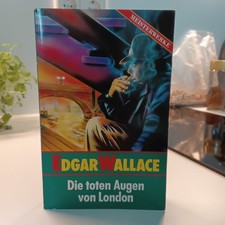 MEISTERWERKE
EDGAR WALLACE
Die toten Augen
von London